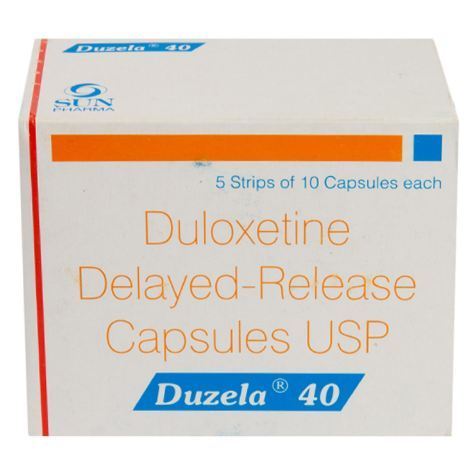 Duzela® 40
SUN
PHARMA
5 Strips of 10 Capsules each
Duloxetine
Delayed-Release
Capsules USP
Duzela® 40